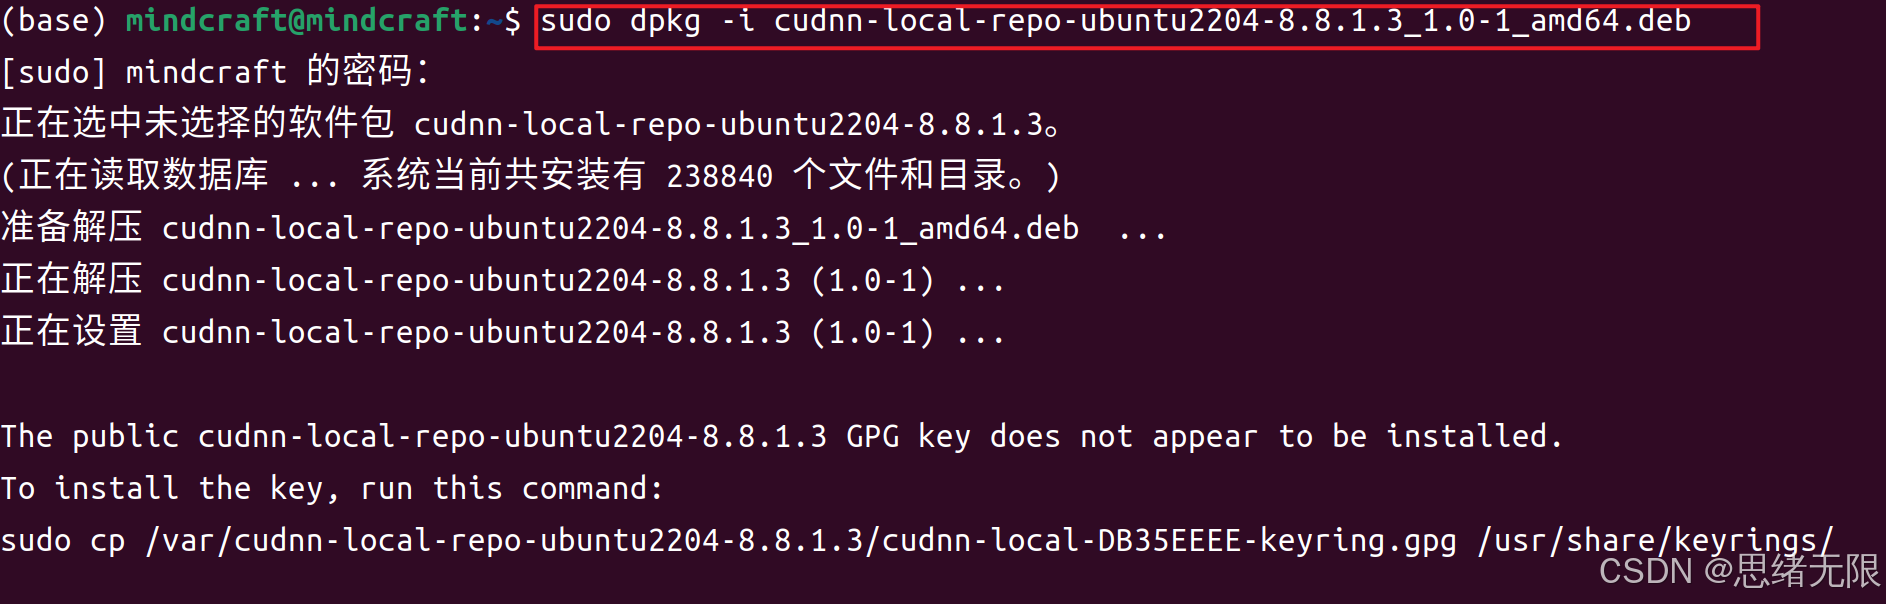 (base) mindcraft@mindcraft:~$ sudo dpkg -i cudnn-local-repo-ubuntu2204-8.8.1.3_1.0-1_amd64.deb
[sudo] mindcraft 的密码：
正在选中未选择的软件包 cudnn-local-repo-ubuntu2204-8.8.1.3。
(正在读取数据库 ... 系统当前共安装有 238840 个文件和目录。)
准备解压 cudnn-local-repo-ubuntu2204-8.8.1.3_1.0-1_amd64.deb  ...
正在解压 cudnn-local-repo-ubuntu2204-8.8.1.3 (1.0-1) ...
正在设置 cudnn-local-repo-ubuntu2204-8.8.1.3 (1.0-1) ...
The public cudnn-local-repo-ubuntu2204-8.8.1.3 GPG key does not appear to be installed.
To install the key, run this command:
sudo cp /var/cudnn-local-repo-ubuntu2204-8.8.1.3/cudnn-local-DB35EEEE-keyring.gpg /usr/share/keyrings/
CSDN @思绪无限